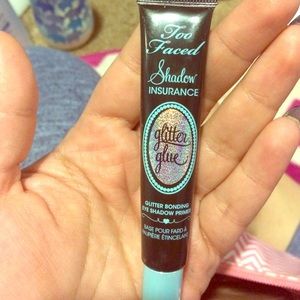 Too
Faced
Shadow
INSURANCE
glitter
glue
GLITTER BONDING
EYE SHADOW PRIMER
BASE POUR FARD À
PAUPIÈRE ÉTINCELANT